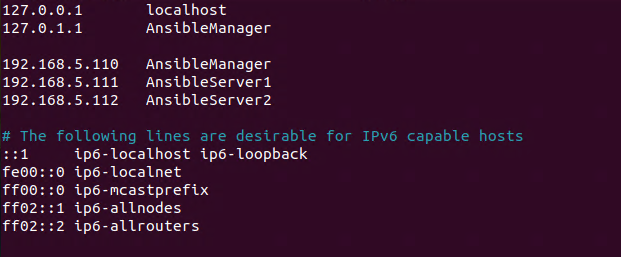 127.0.0.1       localhost
127.0.1.1       AnsibleManager

192.168.5.110   AnsibleManager
192.168.5.111   AnsibleServer1
192.168.5.112   AnsibleServer2

# The following lines are desirable for IPv6 capable hosts
::1     ip6-localhost ip6-loopback
fe00::0 ip6-localnet
ff00::0 ip6-mcastprefix
ff02::1 ip6-allnodes
ff02::2 ip6-allrouters